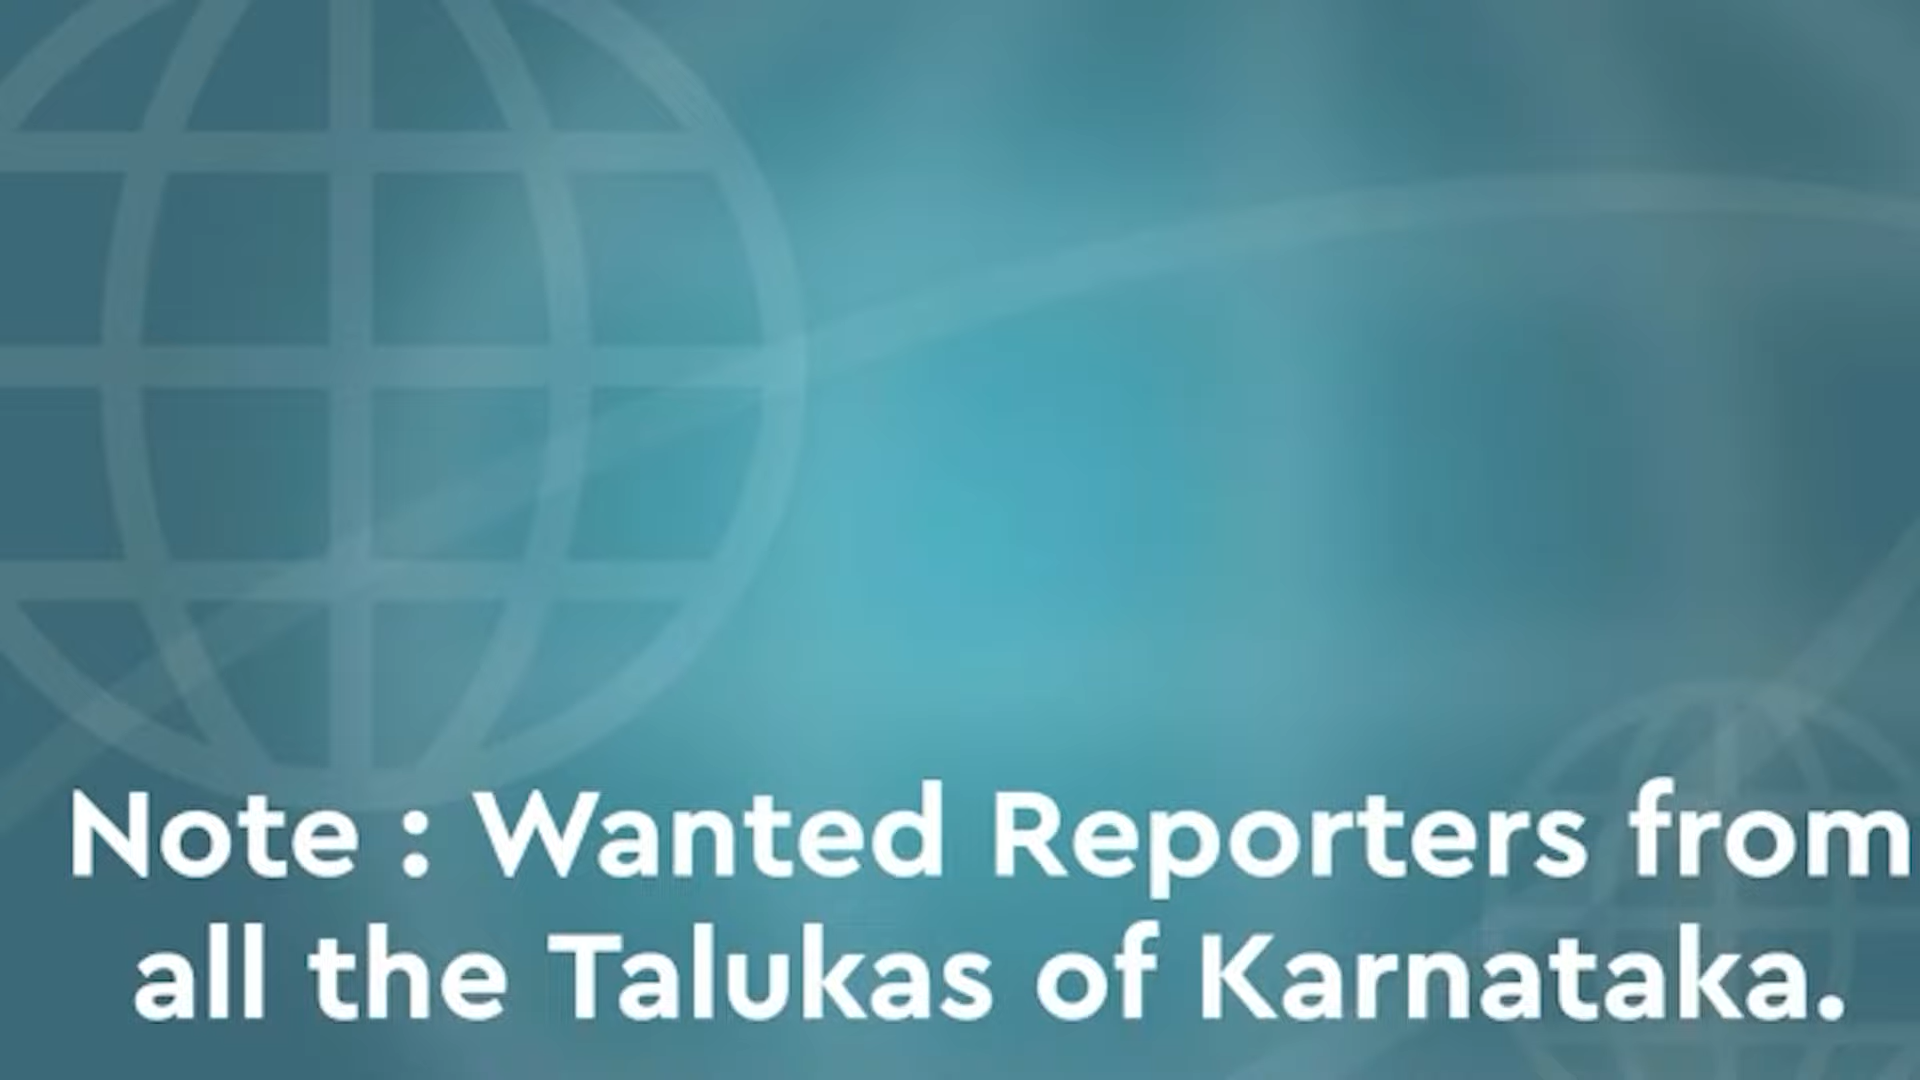 Note : Wanted Reporters from
all the Talukas of Karnataka.